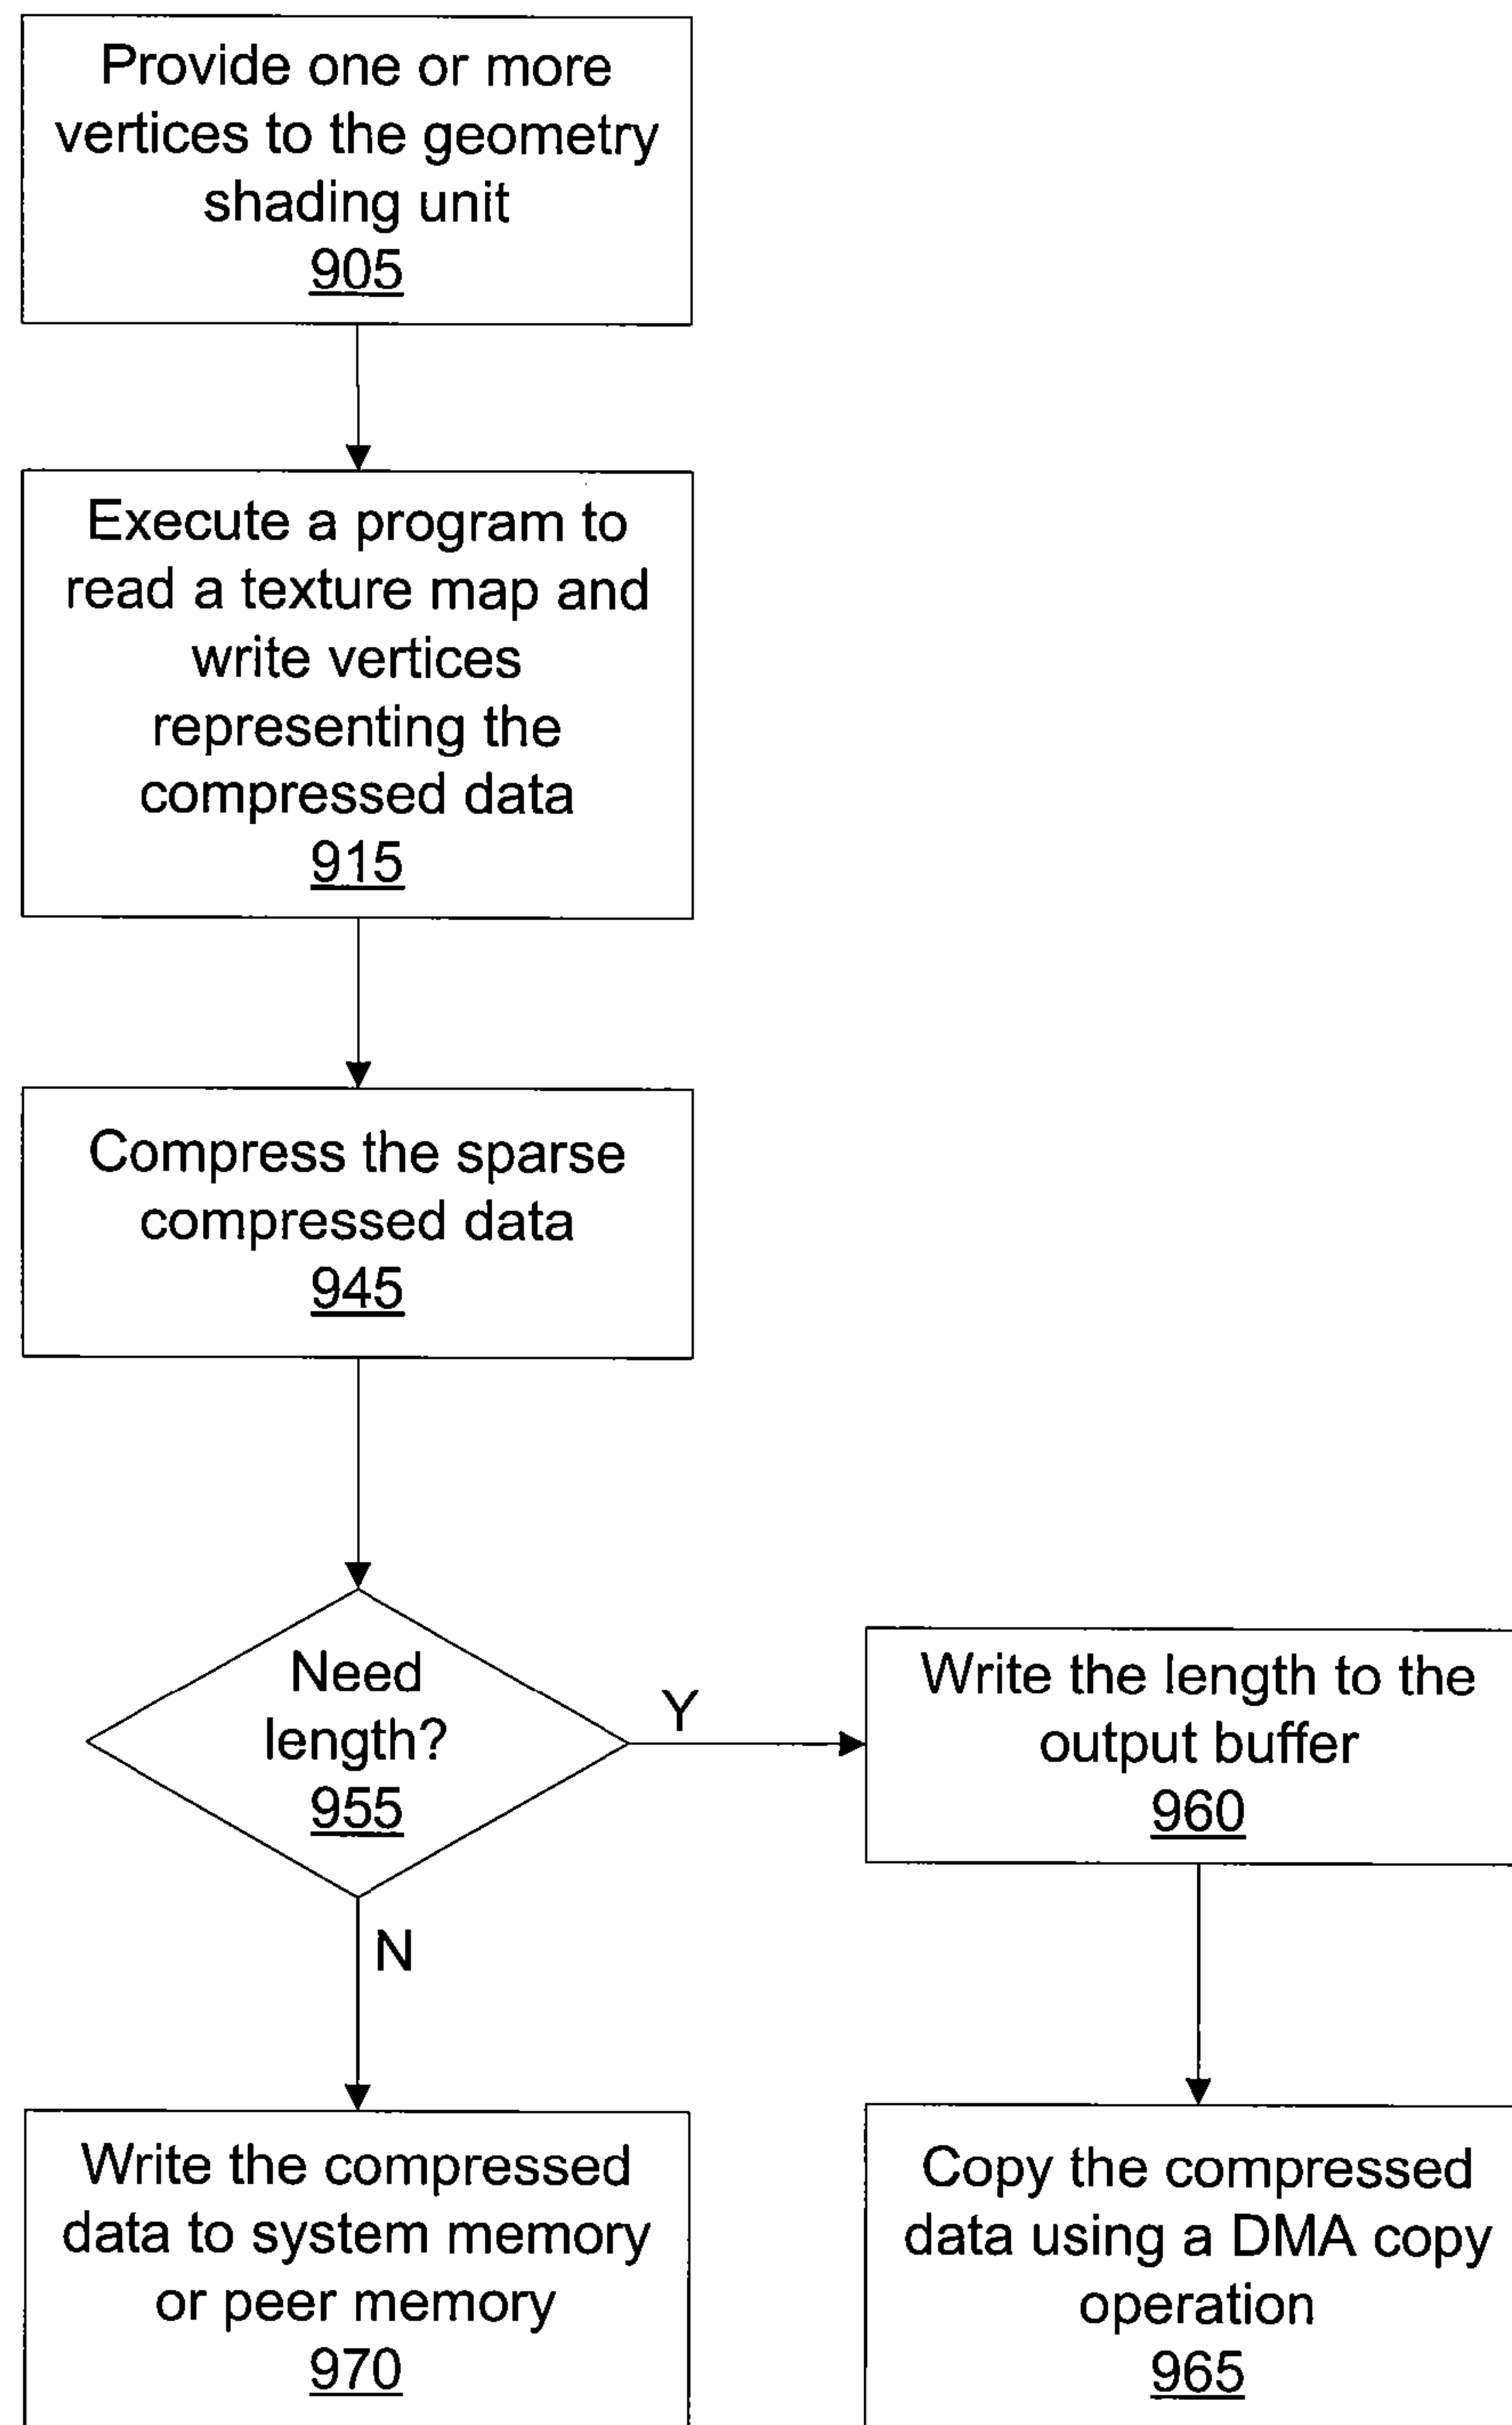 Provide one or more
vertices to the geometry
shading unit
905
Execute a program to
read a texture map and
write vertices
representing the
compressed data
915
Compress the sparse
compressed data
945
Need
length?
955
Y
N
Write the length to the
output buffer
960
Write the compressed
data to system memory
or peer memory
970
Copy the compressed
data using a DMA copy
operation
965